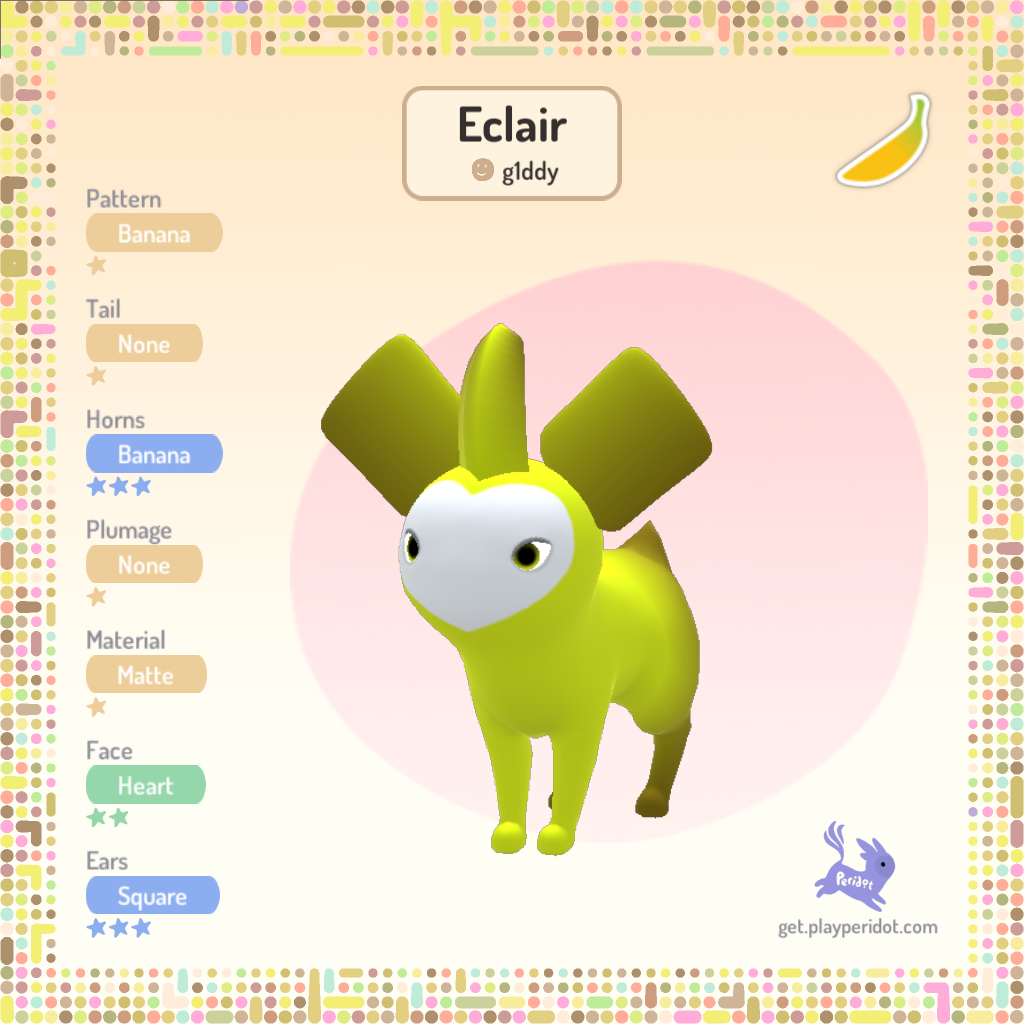 Eclair
g1ddy
Pattern
Banana
Tail
None
Horns
Banana
Plumage
None
Material
Matte
Face
Heart
Ears
Square
Peridot
get.playperidot.com